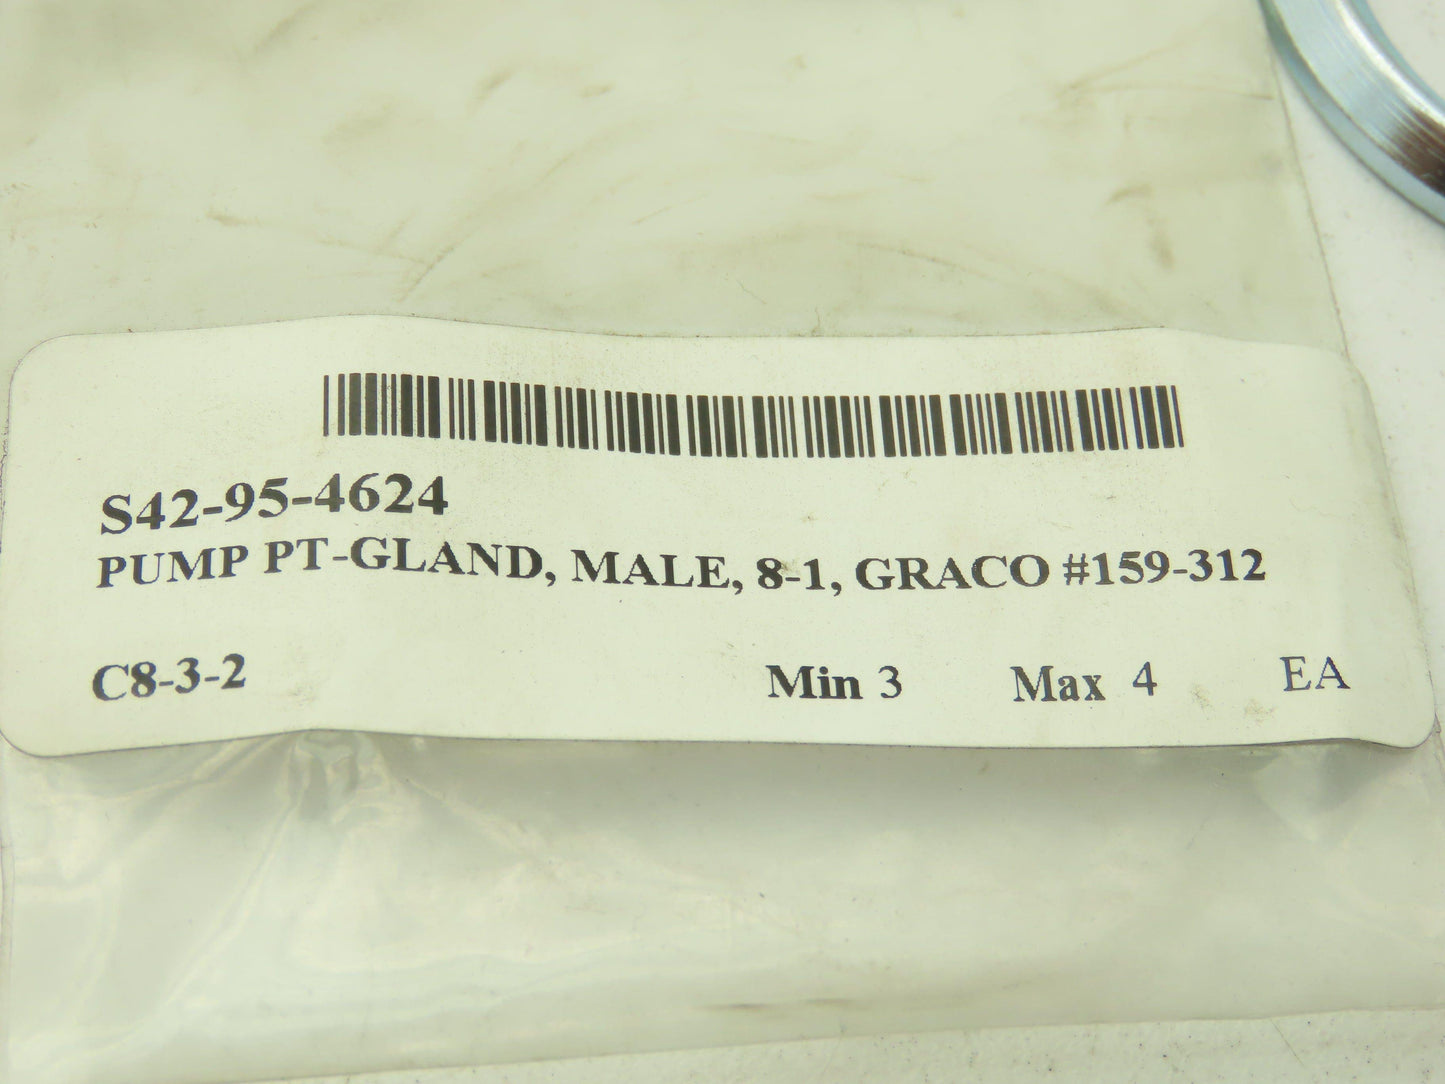 S42-95-4624
PUMP PT-GLAND, MALE, 8-1, GRACO #159-312
C8-3-2 Min 3 Max 4 EA